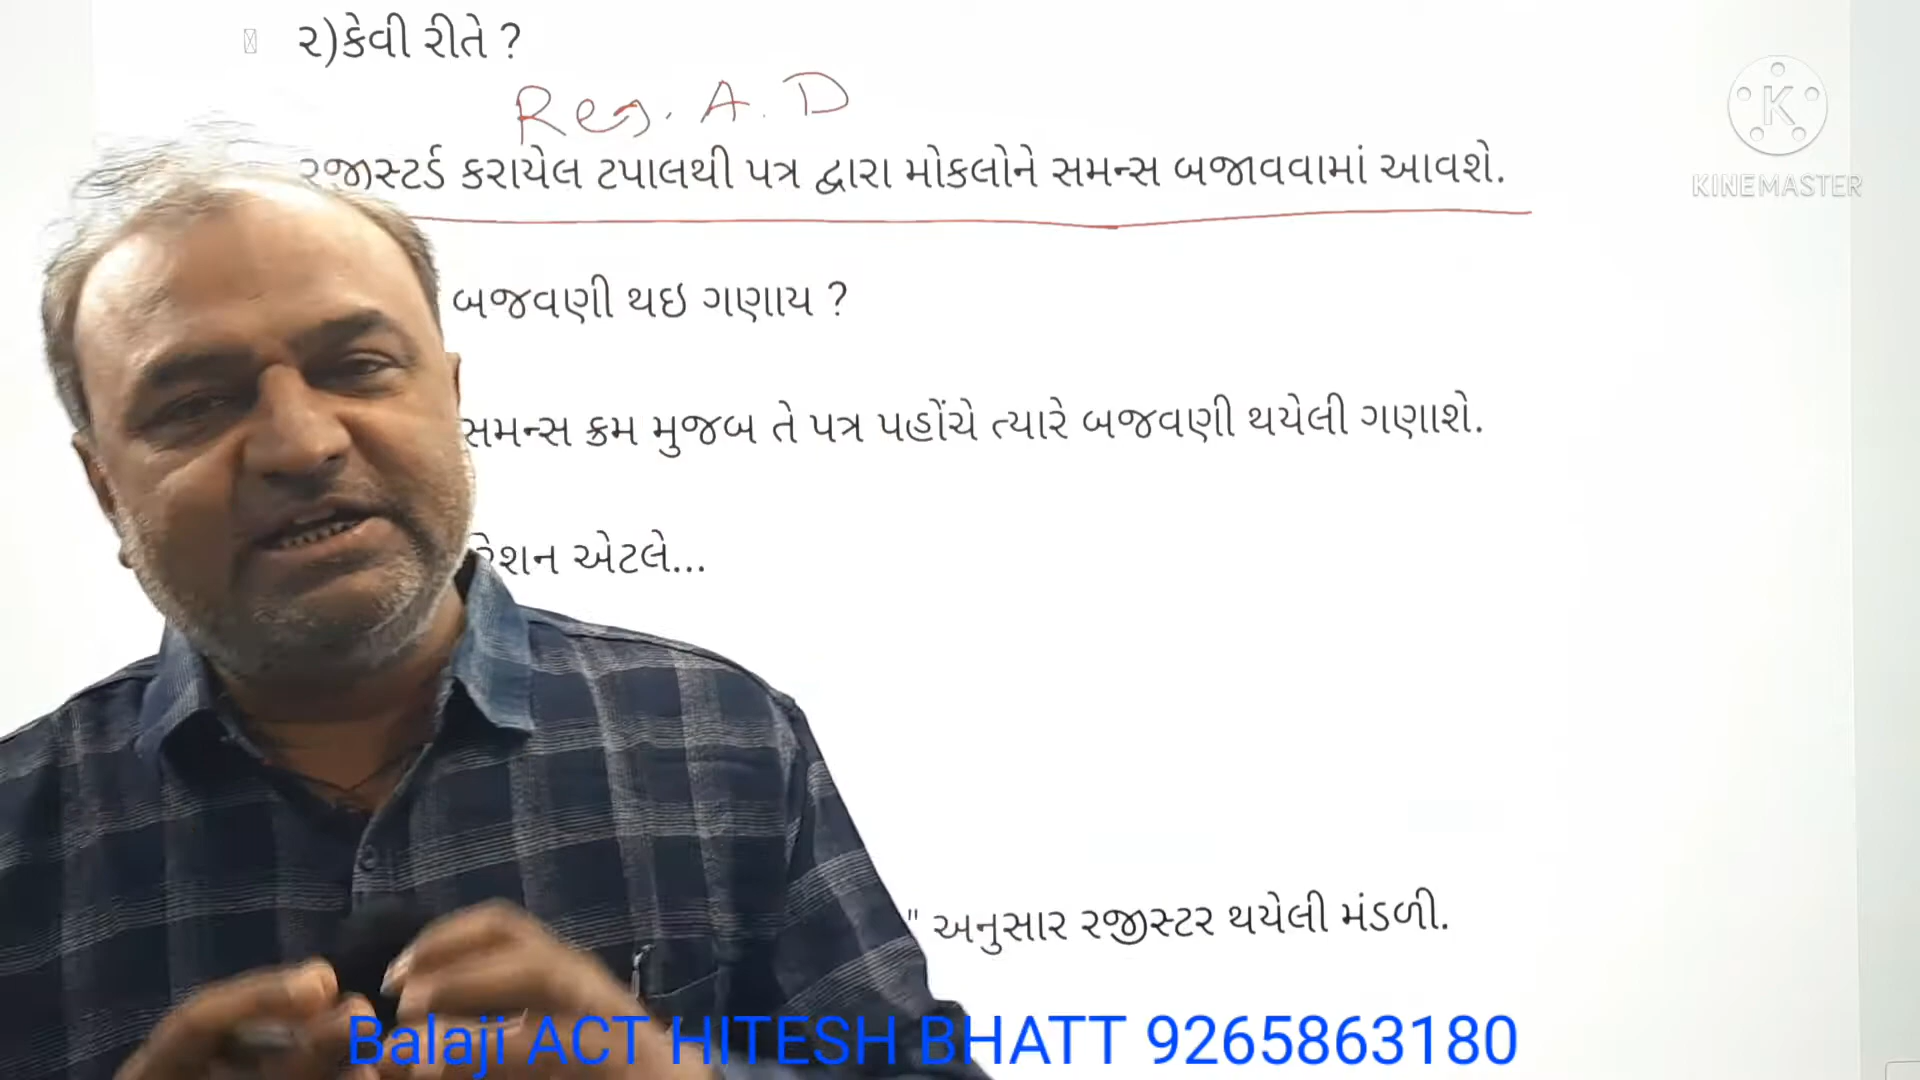 ૨)કેવી રીતે ?
Reg. A. D
રજીસ્ટર્ડ કરાયેલ ટપાલથી પત્ર દ્વારા મોકલોને સમન્સ બજાવવામાં આવશે.
બજવણી થઇ ગણાય ?
સમન્સ ક્રમ મુજબ તે પત્ર પહોંચે ત્યારે બજવણી થયેલી ગણાશે.
રેશન એટલે...
" અનુસાર રજીસ્ટર થયેલી મંડળી.
Balaji ACT HITESH BHATT 9265863180
K
KINEMASTER